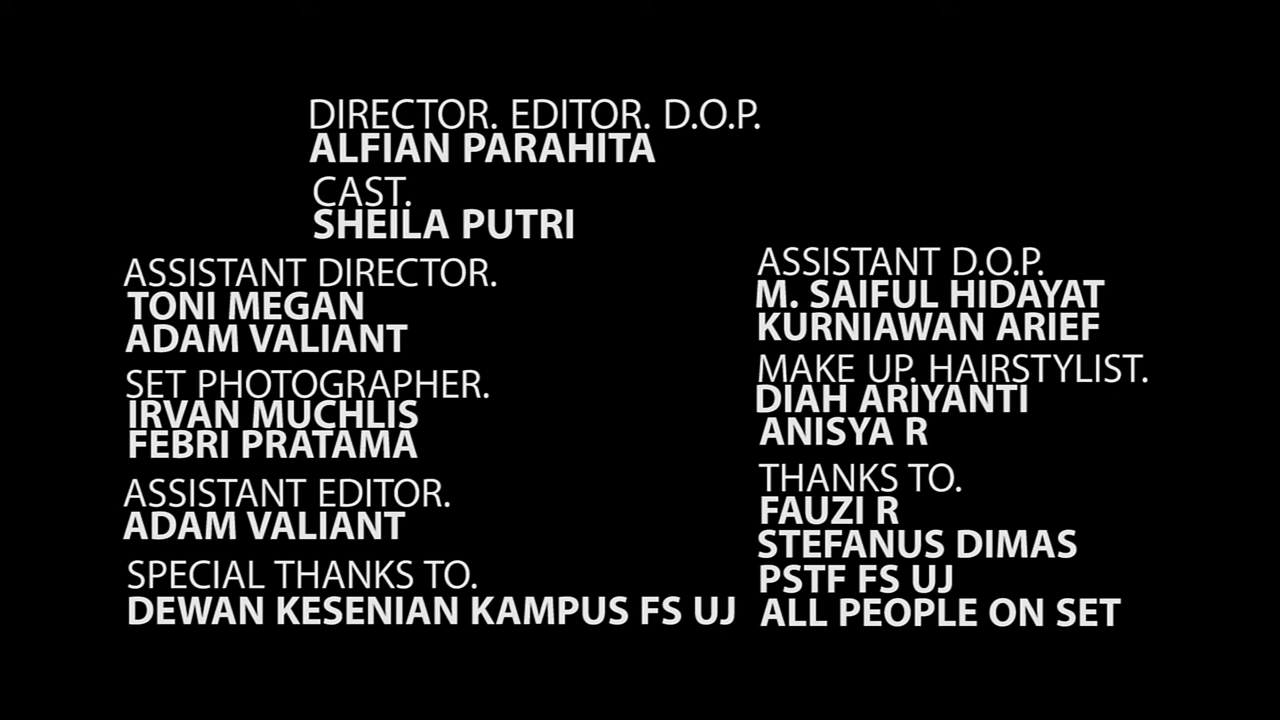 DIRECTOR. EDITOR. D.O.P.
ALFIAN PARAHITA
CAST.
SHEILA PUTRI
ASSISTANT DIRECTOR.
TONI MEGAN
ADAM VALIANT
SET PHOTOGRAPHER.
IRVAN MUCHLIS
FEBRI PRATAMA
ASSISTANT EDITOR.
ADAM VALIANT
SPECIAL THANKS TO.
DEWAN KESENIAN KAMPUS FS UJ
ASSISTANT D.O.P.
M. SAIFUL HIDAYAT
KURNIAWAN ARIEF
MAKE UP. HAIRSTYLIST.
DIAH ARIYANTI
ANISYA R
THANKS TO.
FAUZI R
STEFANUS DIMAS
PSTF FS UJ
ALL PEOPLE ON SET